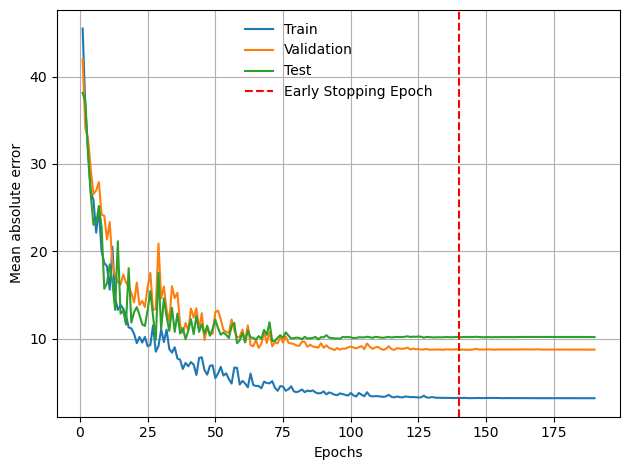 Train
Validation
Test
Early Stopping Epoch
40
30
20
10
Mean absolute error
0
25
50
75
100
125
150
175
Epochs